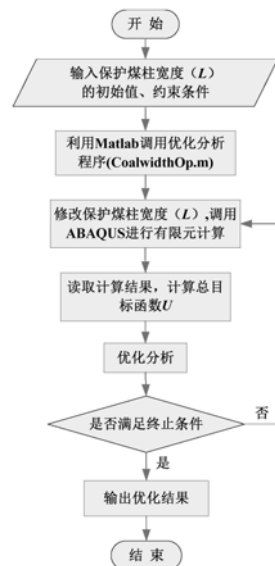 开 始
输入保护煤柱宽度（L）
的初始值、约束条件
利用Matlab调用优化分析
程序(CoalwidthOp.m)
修改保护煤柱宽度（L）,调用
ABAQUS进行有限元计算
读取计算结果，计算总目
标函数U
优化分析
是否满足终止条件
否
是
输出优化结果
结 束